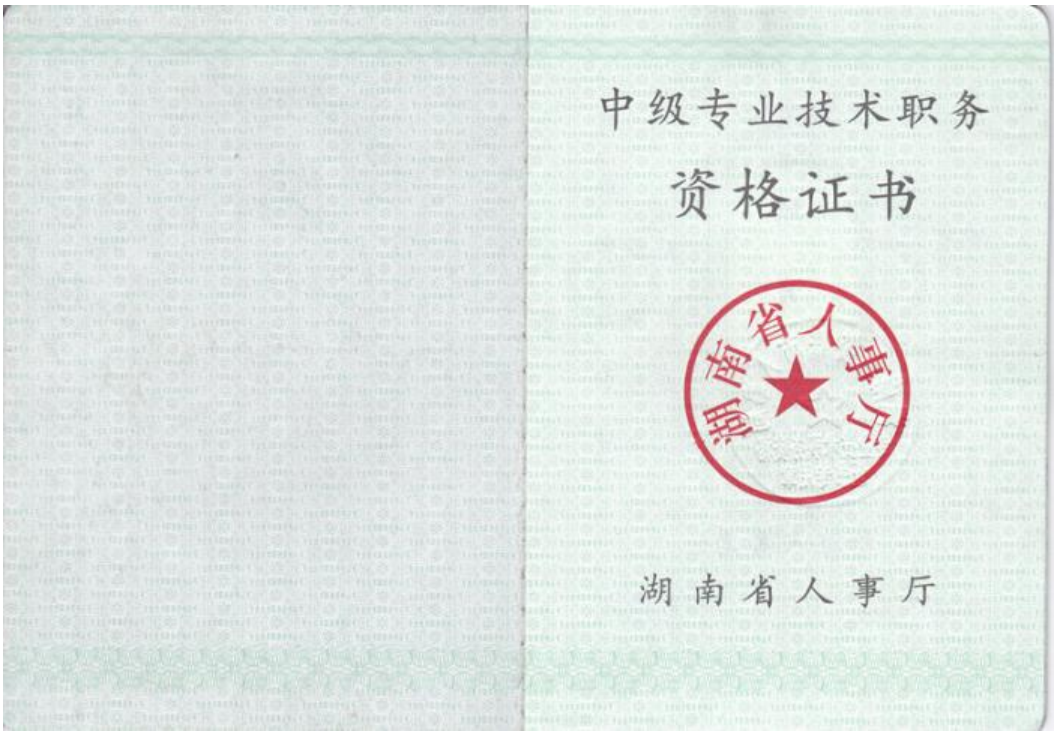 中级专业技术职务
资格证书
湖南省人事厅
湖南省人事厅